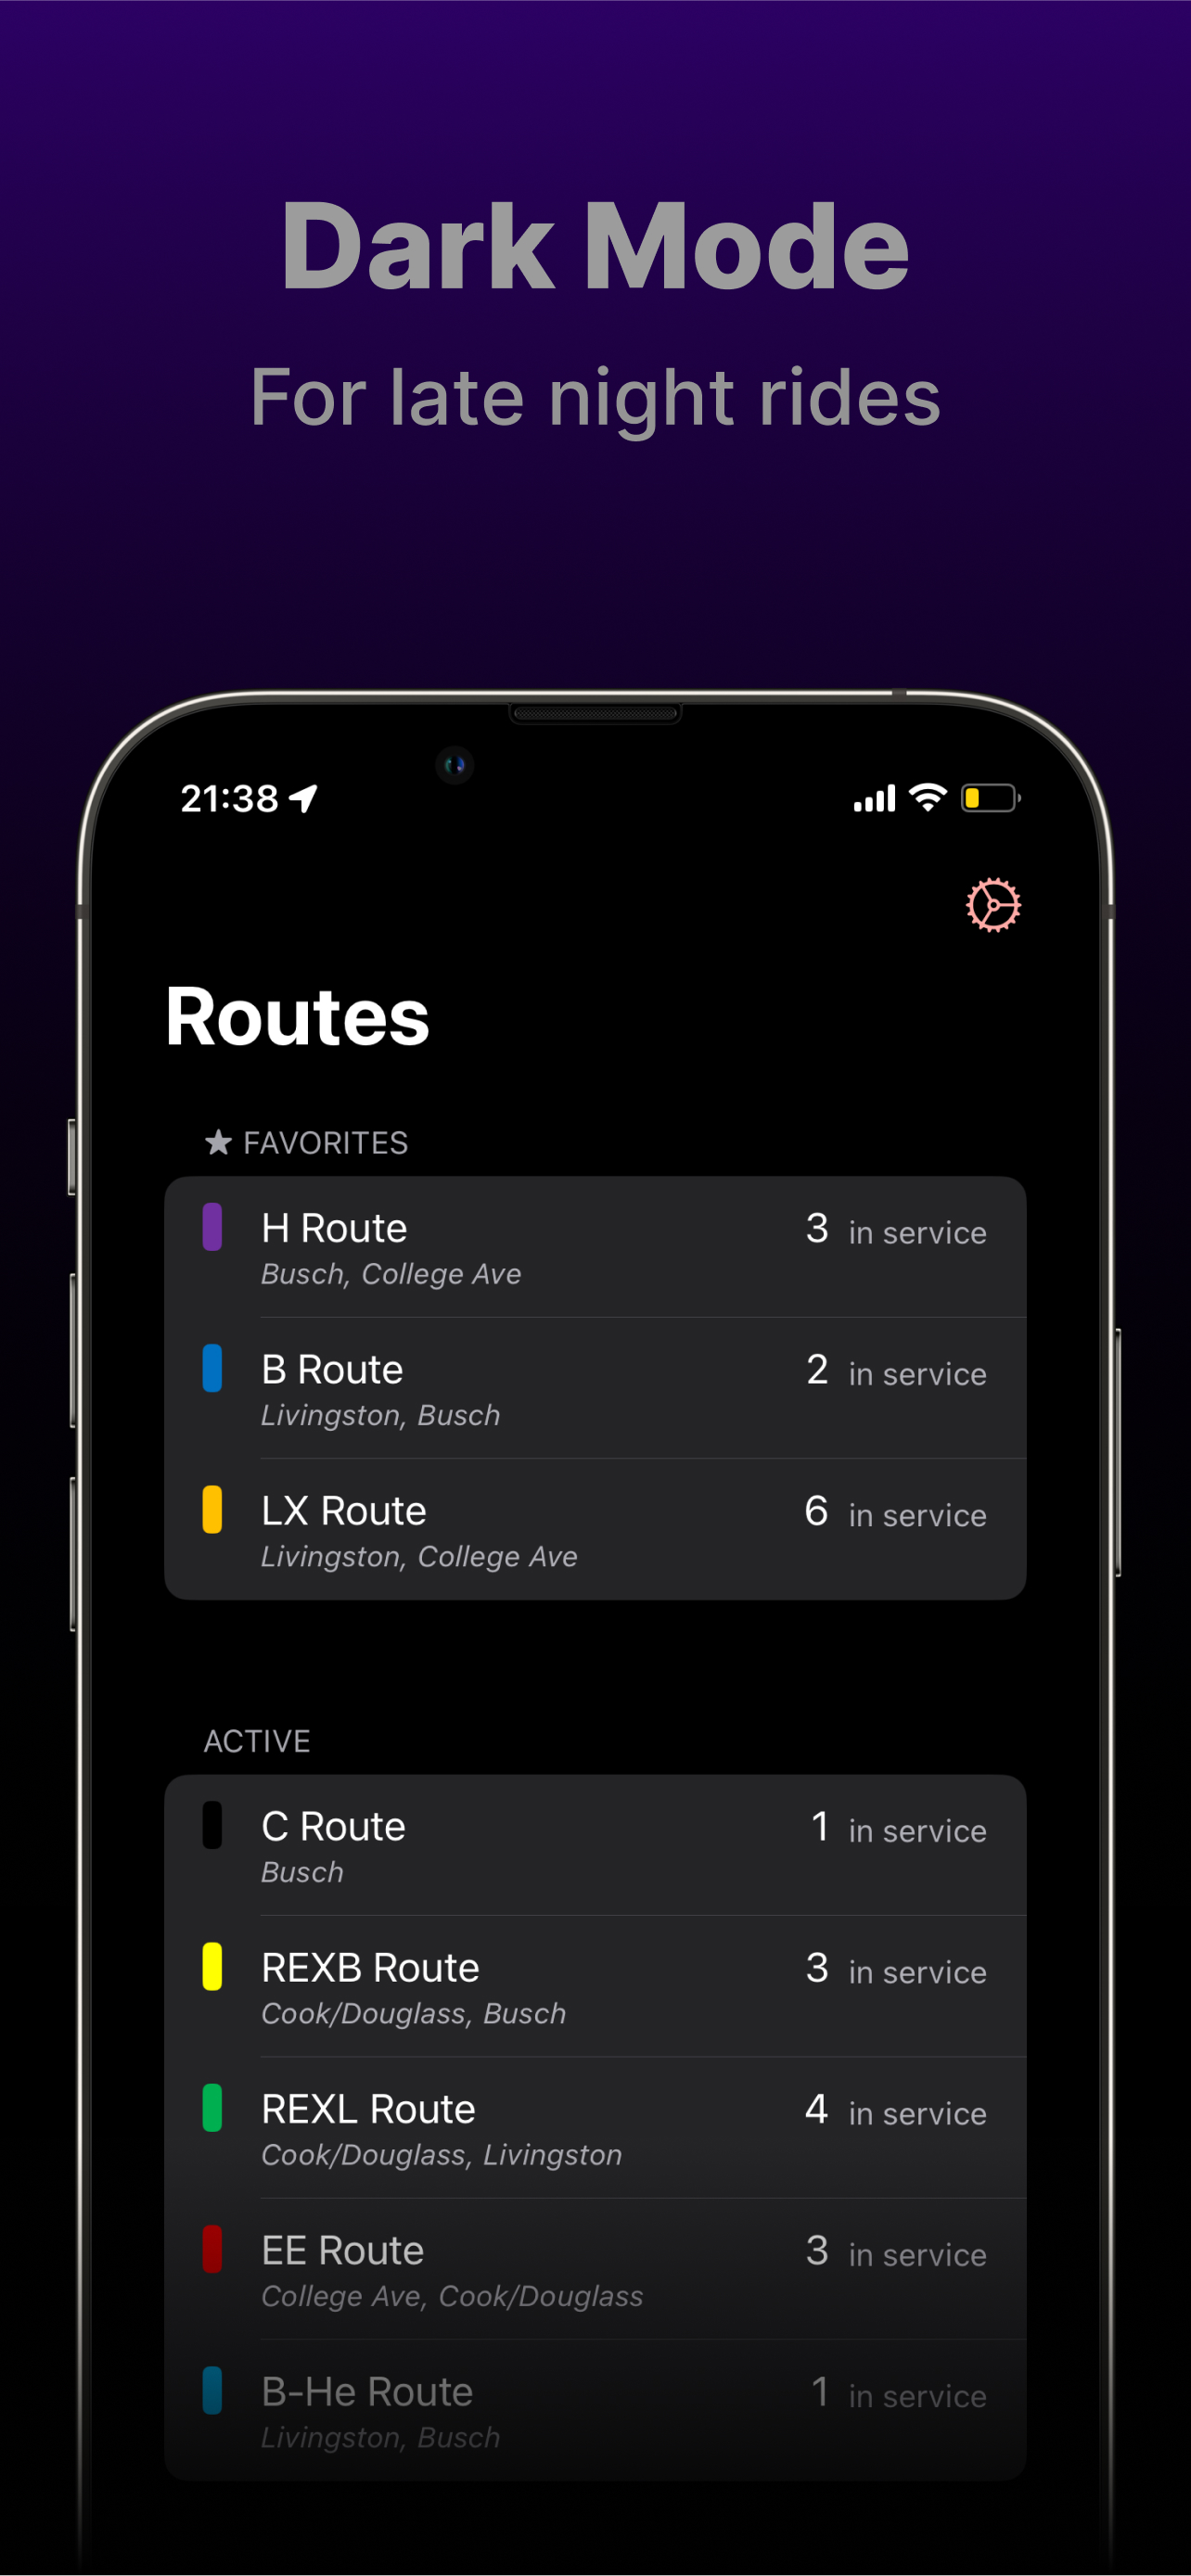 Dark Mode
For late night rides
21:38
Routes
★ FAVORITES
H Route 3 in service
Busch, College Ave
B Route 2 in service
Livingston, Busch
LX Route 6 in service
Livingston, College Ave
ACTIVE
C Route 1 in service
Busch
REXB Route 3 in service
Cook/Douglass, Busch
REXL Route 4 in service
Cook/Douglass, Livingston
EE Route 3 in service
College Ave, Cook/Douglass
B-He Route 1 in service
Livingston, Busch